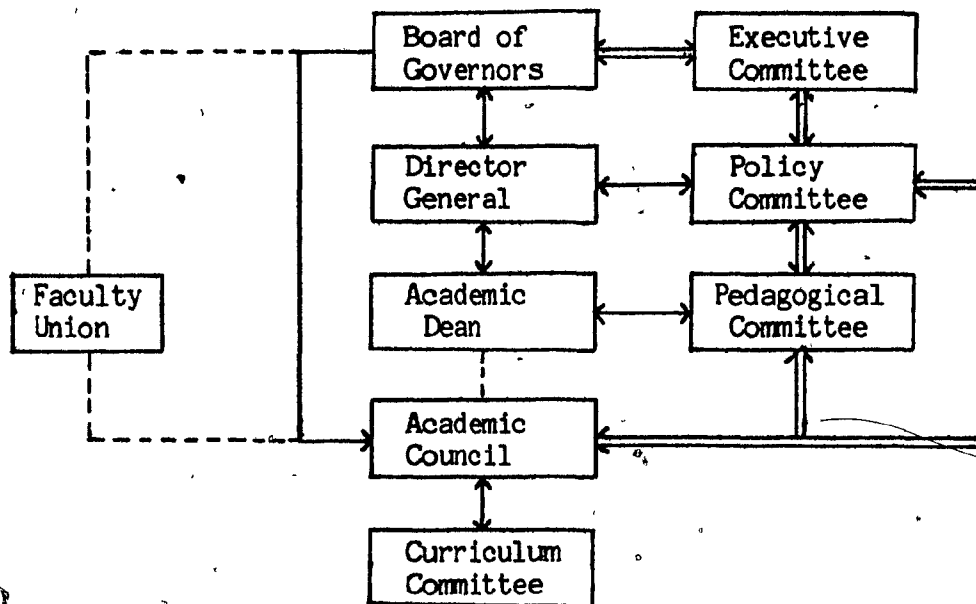 Board of
Governors
Executive
Committee
Director
General
Policy
Committee
Faculty
Union
Academic
Dean
Pedagogical
Committee
Academic
Council
Curriculum
Committee